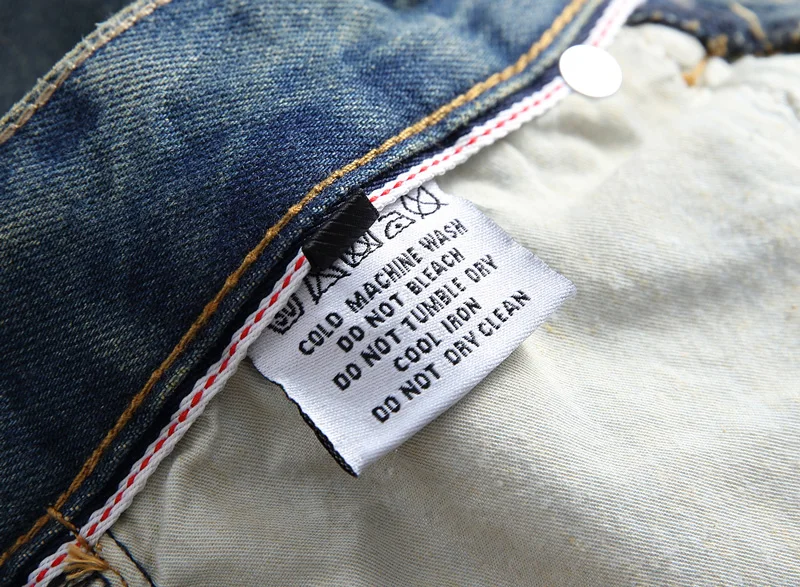 COLD MACHINE WASH
DO NOT BLEACH
DO NOT TUMBLE DRY
COOL IRON
DO NOT DRY CLEAN